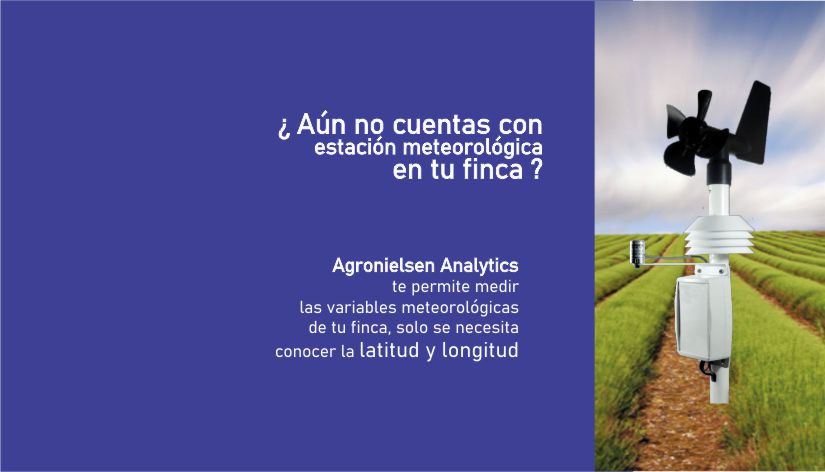 ¿ Aún no cuentas con
estación meteorológica
en tu finca ?
Agronielsen Analytics
te permite medir
las variables meteorológicas
de tu finca, solo se necesita
conocer la latitud y longitud